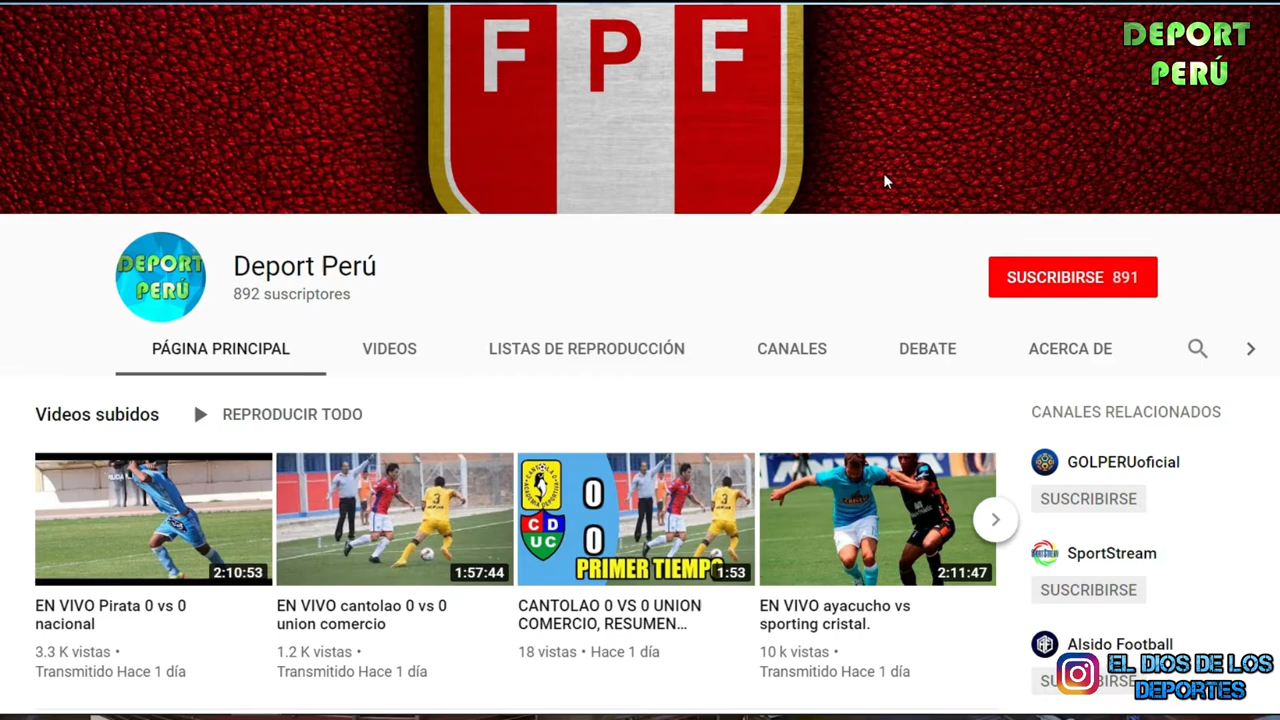 FPF
DEPORT
PERÚ
DEPORT
PERÚ
Deport Perú
892 suscriptores
SUSCRIBIRSE 891
PÁGINA PRINCIPAL
VIDEOS
LISTAS DE REPRODUCCIÓN
CANALES
DEBATE
ACERCA DE
Videos subidos
REPRODUCIR TODO
2:10:53
EN VIVO Pirata 0 vs 0
nacional
3.3 K vistas •
Transmitido Hace 1 día
1:57:44
EN VIVO cantolao 0 vs 0
union comercio
1.2 K vistas •
Transmitido Hace 1 día
0
CD
UC
0
PRIMER TIEMPO
1:53
CANTOLAO 0 VS 0 UNION
COMERCIO, RESUMEN...
18 vistas • Hace 1 día
2:11:47
EN VIVO ayacucho vs
sporting cristal.
10 k vistas •
Transmitido Hace 1 día
CANALES RELACIONADOS
GOLPERUoficial
SUSCRIBIRSE
SportStream
SUSCRIBIRSE
Alsido Football
SUSCRIBIRSE
EL DIOS DE LOS
DEPORTES